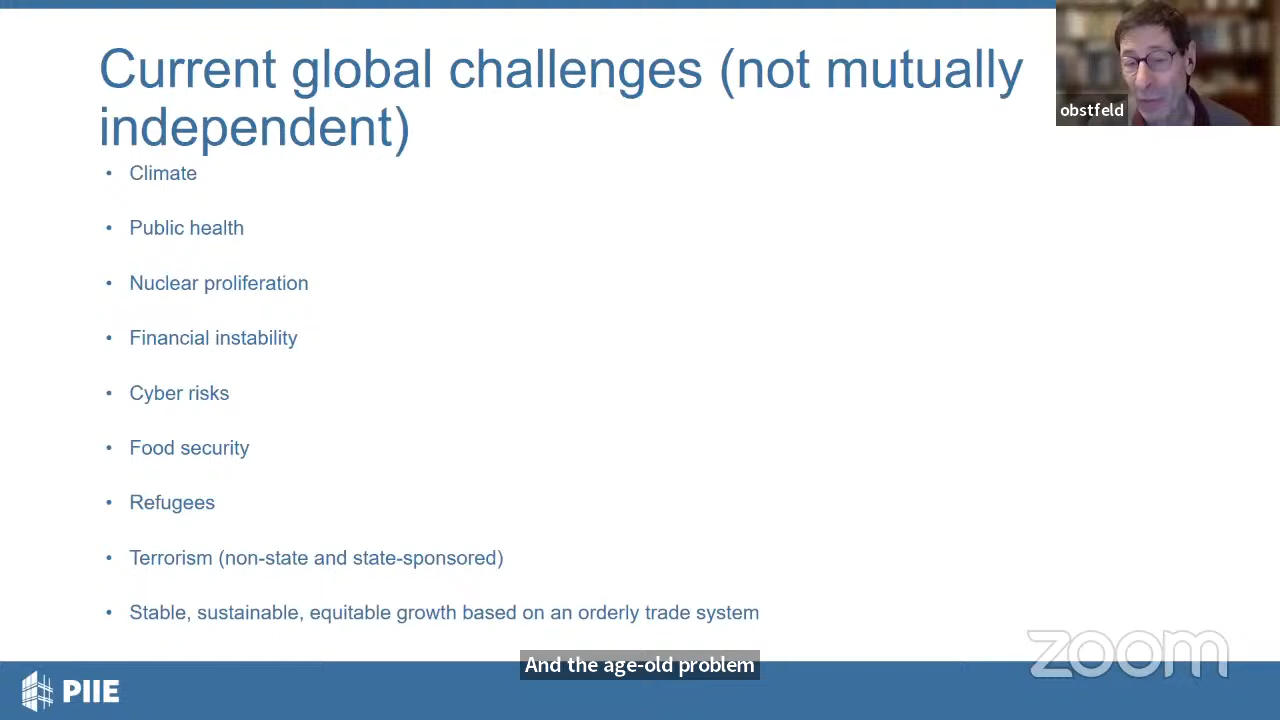 Current global challenges (not mutually
independent)
obstfeld
• Climate
• Public health
• Nuclear proliferation
• Financial instability
• Cyber risks
• Food security
• Refugees
• Terrorism (non-state and state-sponsored)
• Stable, sustainable, equitable growth based on an orderly trade system
zoom
And the age-old problem
PIIE